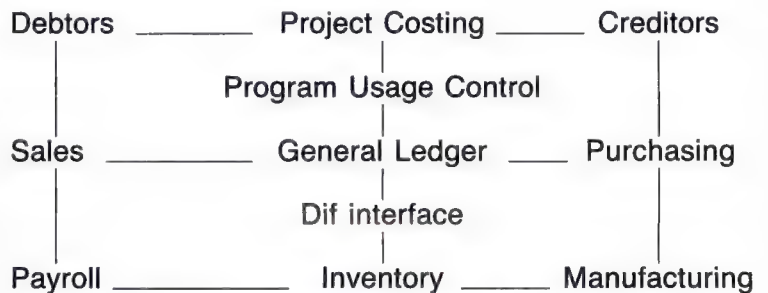 Debtors Project Costing Creditors
Program Usage Control
Sales General Ledger Purchasing
Dif interface
Payroll Inventory Manufacturing